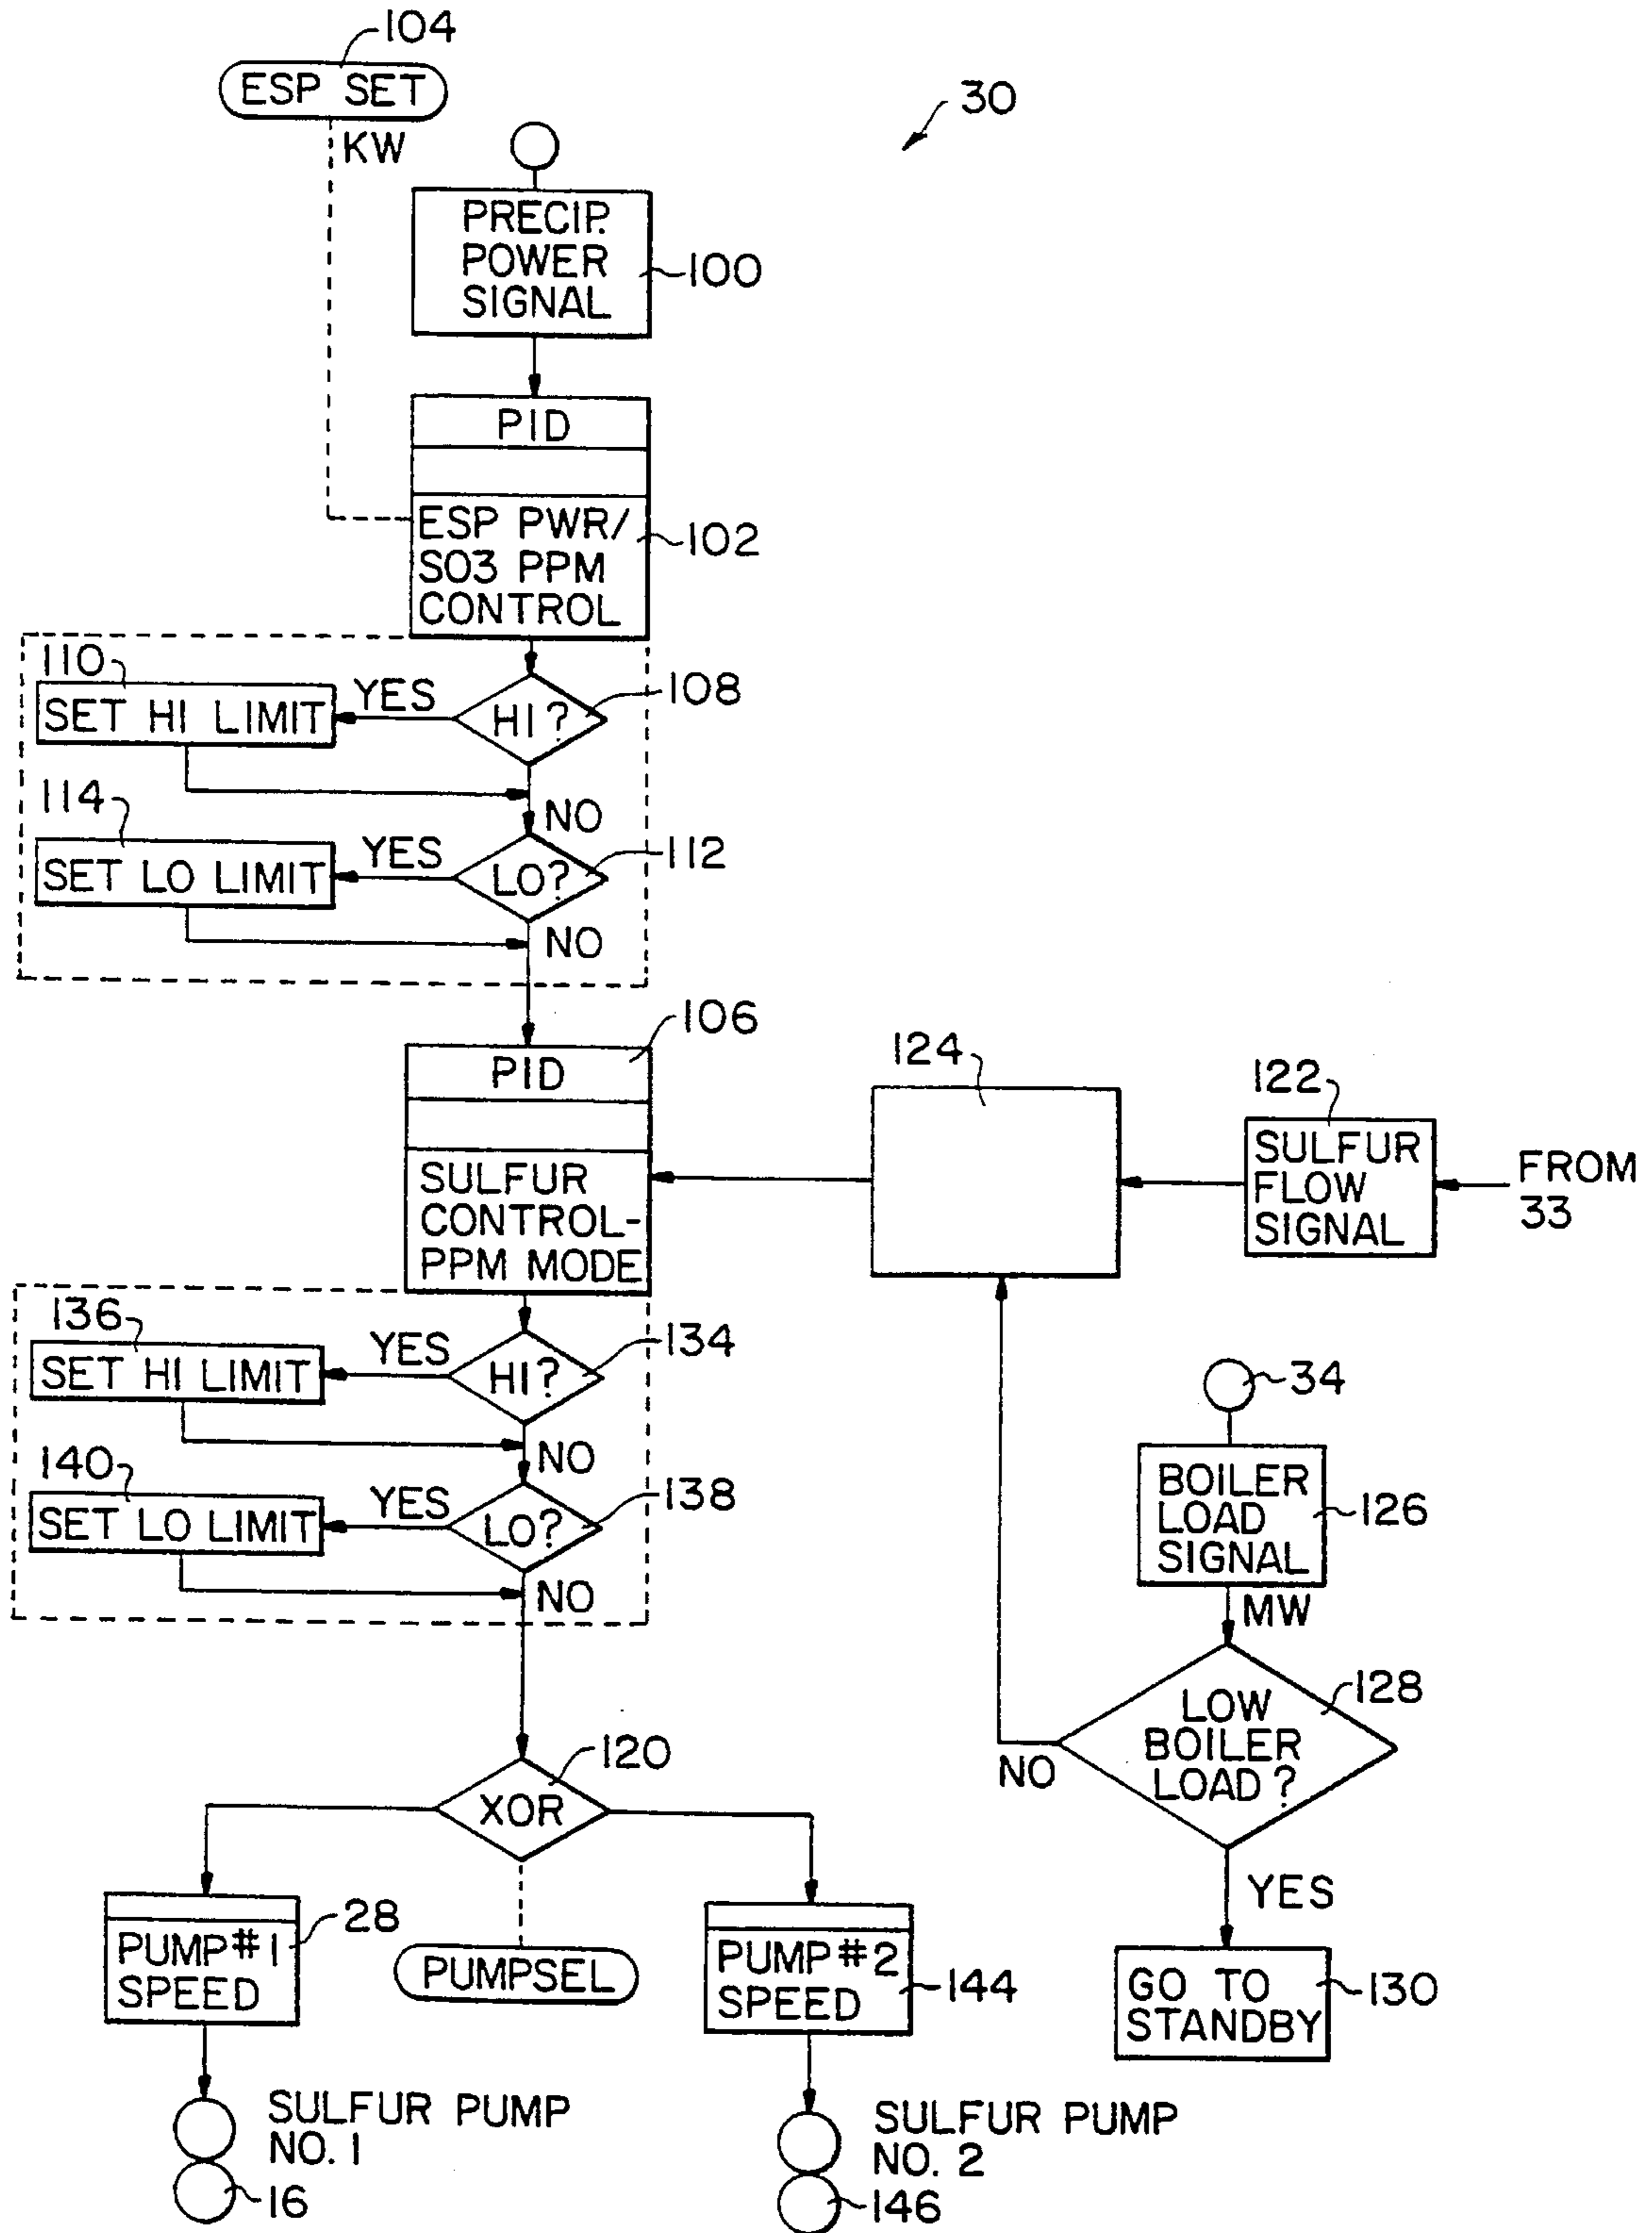 104
ESP SET
KW
30
PRECIP.
POWER
SIGNAL
100
PID
ESP PWR/
SO3 PPM
CONTROL
102
110
SET HI LIMIT
YES
HI?
108
NO
114
SET LO LIMIT
YES
LO?
112
NO
106
PID
SULFUR
CONTROL-
PPM MODE
124
122
SULFUR
FLOW
SIGNAL
FROM
33
136
SET HI LIMIT
YES
HI?
134
NO
140
SET LO LIMIT
YES
LO?
138
NO
34
BOILER
LOAD
SIGNAL
126
MW
LOW
BOILER
LOAD?
128
NO
YES
GO TO
STANDBY
130
120
XOR
PUMP#1
SPEED
28
PUMPSEL
PUMP#2
SPEED
144
SULFUR PUMP
NO. 1
16
SULFUR PUMP
NO. 2
146